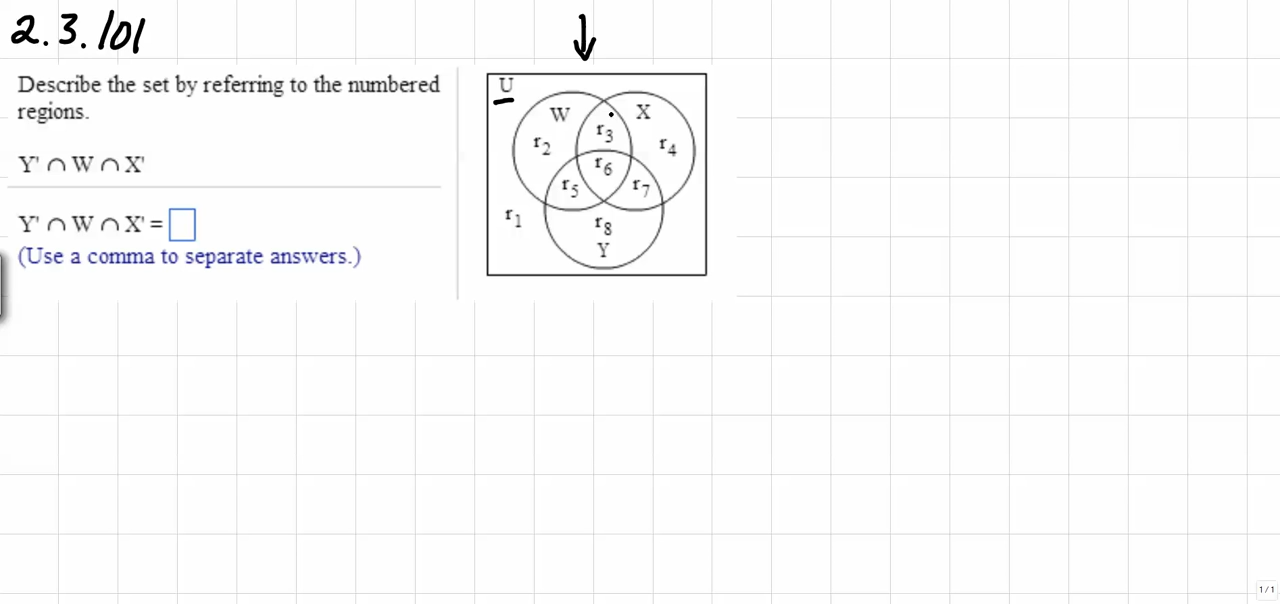 2.3.101
Describe the set by referring to the numbered
regions.
Y' ∩ W ∩ X'
Y' ∩ W ∩ X' =
(Use a comma to separate answers.)
U
W
X
r3
r2
r4
r6
r5
r7
r1
r8
Y
1/1